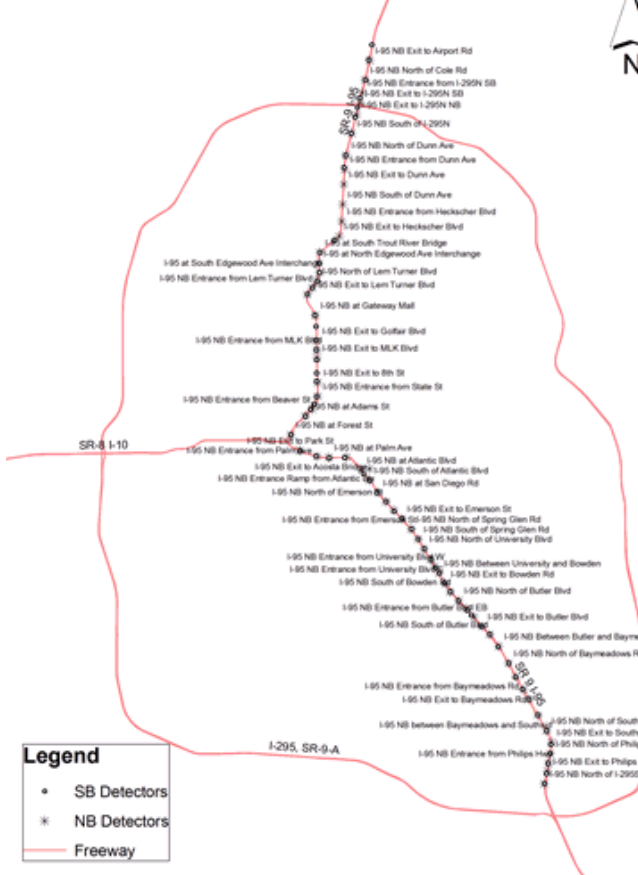 N
I-95 NB Exit to Airport Rd
I-95 NB North of Cole Rd
I-95 NB Entrance from I-295N SB
I-95 NB Exit to I-295N SB
I-95 NB Exit to I-295N NB
SR-9 I-95
I-95 NB South of I-295N
I-95 NB North of Dunn Ave
I-95 NB Entrance from Dunn Ave
I-95 NB Exit to Dunn Ave
I-95 NB South of Dunn Ave
I-95 NB Entrance from Heckscher Blvd
I-95 NB Exit to Heckscher Blvd
I-95 at South Trout River Bridge
I-95 at North Edgewood Ave Interchange
I-95 at South Edgewood Ave Interchang
I-95 NB North of Lem Turner Blvd
I-95 NB Entrance from Lem Turner Blvd
I-95 NB Exit to Lem Turner Blvd
I-95 NB at Gateway Mall
I-95 NB Exit to Golfair Blvd
I-95 NB Entrance from MLK Blvd
I-95 NB Exit to MLK Blvd
I-95 NB Exit to 8th St
I-95 NB Entrance from State St
I-95 NB Entrance from Beaver St
I-95 NB at Adams St
I-95 NB at Forest St
SR-8 I-10
I-95 NB Exit to Park St
I-95 NB Entrance from Palm
I-95 NB at Palm Ave
I-95 NB at Atlantic Blvd
I-95 NB Exit to Acosta Bridge
I-95 NB South of Atlantic Blvd
I-95 NB Entrance Ramp from Atlantic
I-95 NB at San Diego Rd
I-95 NB North of Emerson
I-95 NB Exit to Emerson St
I-95 NB Entrance from Emerson St
I-95 NB North of Spring Glen Rd
I-95 NB South of Spring Glen Rd
I-95 NB North of University Blvd
I-95 NB Entrance from University Blvd W
I-95 NB Between University and Bowden
I-95 NB Entrance from University Blvd
I-95 NB Exit to Bowden Rd
I-95 NB South of Bowden Rd
I-95 NB North of Butler Blvd
I-95 NB Entrance from Butler Blvd EB
I-95 NB Exit to Butler Blvd
I-95 NB South of Butler Blvd
I-95 NB Between Butler and Bayme
I-95 NB North of Baymeadows R
SR 9 I-95
I-95 NB Entrance from Baymeadows Rd
I-95 NB Exit to Baymeadows Rd
I-95 NB between Baymeadows and South
I-95 NB North of South
I-95 NB Exit to South
I-95 NB North of Philip
I-95 NB Entrance from Philips Hw
I-95 NB Exit to Philips
I-95 NB North of I-295S
I-295, SR-9-A
Legend
SB Detectors
NB Detectors
Freeway